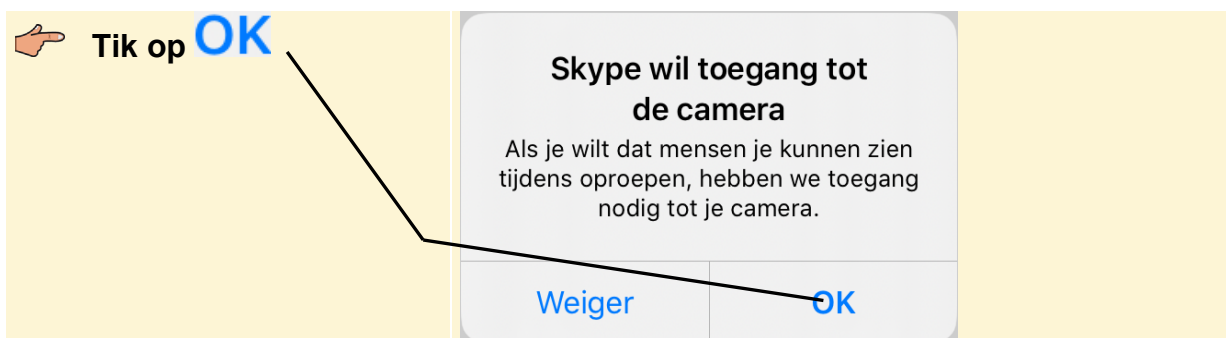 Tik op OK
Skype wil toegang tot
de camera
Als je wilt dat mensen je kunnen zien
tijdens oproepen, hebben we toegang
nodig tot je camera.
Weiger
OK